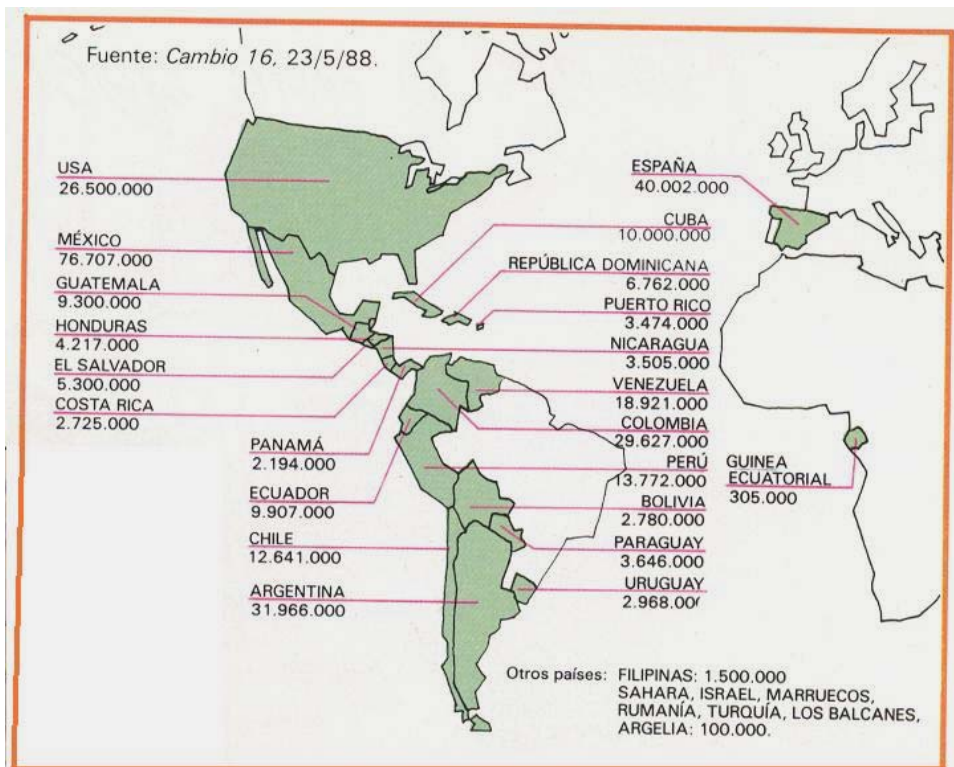 Fuente: Cambio 16, 23/5/88.
USA
26.500.000
MÉXICO
76.707.000
GUATEMALA
9.300.000
HONDURAS
4.217.000
EL SALVADOR
5.300.000
COSTA RICA
2.725.000
PANAMÁ
2.194.000
ECUADOR
9.907.000
CHILE
12.641.000
ARGENTINA
31.966.000
ESPAÑA
40.002.000
CUBA
10.000.000
REPÚBLICA DOMINICANA
6.762.000
PUERTO RICO
3.474.000
NICARAGUA
3.505.000
VENEZUELA
18.921.000
COLOMBIA
29.627.000
PERÚ
13.772.000
BOLIVIA
2.780.000
PARAGUAY
3.646.000
URUGUAY
2.968.000
GUINEA
ECUATORIAL
305.000
Otros países: FILIPINAS: 1.500.000
SAHARA, ISRAEL, MARRUECOS,
RUMANÍA, TURQUÍA, LOS BALCANES,
ARGELIA: 100.000.